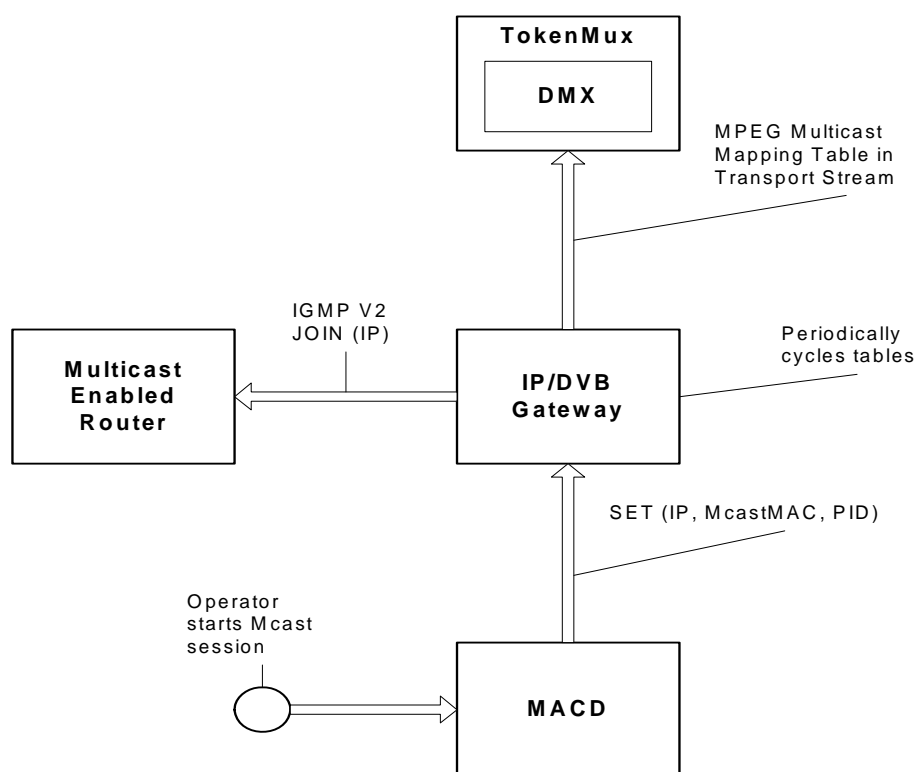 TokenMux
DMX
MPEG Multicast
Mapping Table in
Transport Stream
IGMP V2
JOIN (IP)
Multicast
Enabled
Router
IP/DVB
Gateway
Periodically
cycles tables
SET (IP, McastMAC, PID)
Operator
starts Mcast
session
MACD